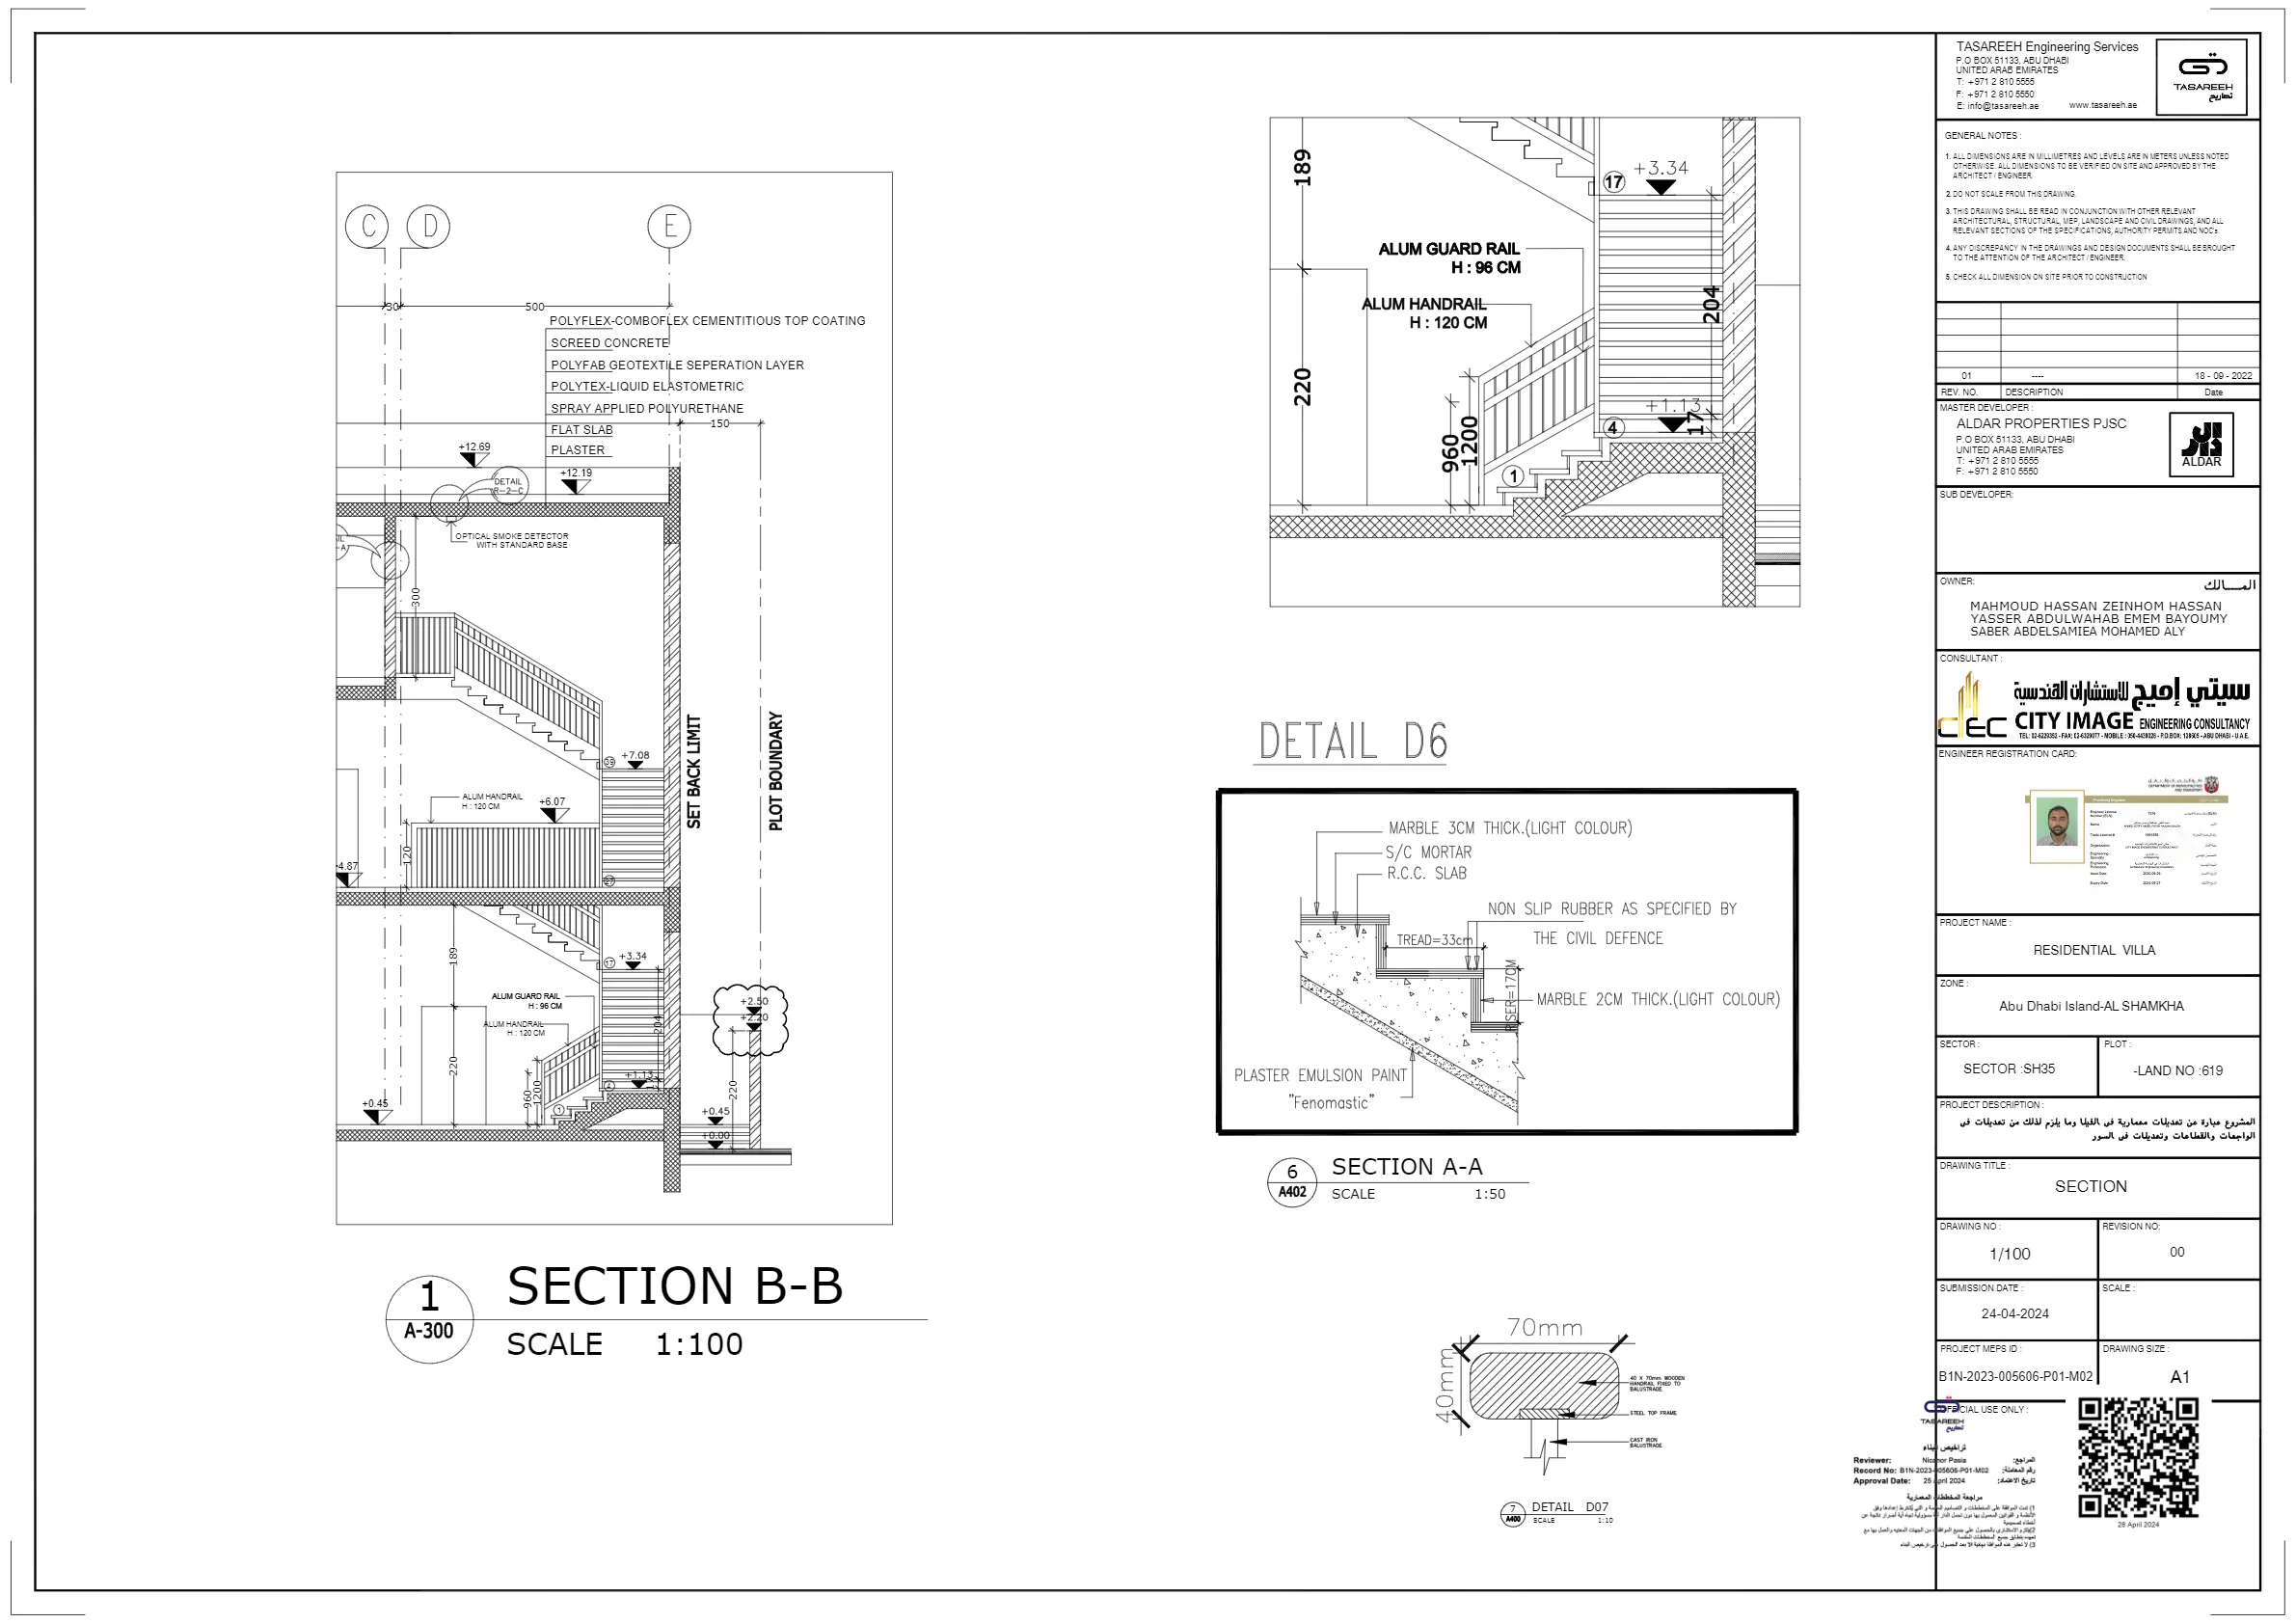 C
D
E
30
500
POLYFLEX-COMBOFLEX CEMENTITIOUS TOP COATING
SCREED CONCRETE
POLYFAB GEOTEXTILE SEPERATION LAYER
POLYTEX-LIQUID ELASTOMETRIC
SPRAY APPLIED POLYURETHANE
FLAT SLAB
PLASTER
150
+12.69
+12.19
DETAIL
R-2-C
OPTICAL SMOKE DETECTOR
WITH STANDARD BASE
300
39
+7.08
ALUM HANDRAIL
H : 120 CM
+6.07
120
4.87
SET BACK LIMIT
PLOT BOUNDARY
189
17
+3.34
ALUM GUARD RAIL
H : 96 CM
ALUM HANDRAIL
H : 120 CM
204
220
960
1200
+1.13
1
+0.45
+2.50
+2.20
220
+0.45
+0.00
1
A-300
SECTION B-B
SCALE 1:100
189
17
+3.34
ALUM GUARD RAIL
H : 96 CM
ALUM HANDRAIL
H : 120 CM
204
220
+1.13
17
4
960
1200
1
DETAIL D6
MARBLE 3CM THICK.(LIGHT COLOUR)
S/C MORTAR
R.C.C. SLAB
NON SLIP RUBBER AS SPECIFIED BY
THE CIVIL DEFENCE
TREAD=33cm
RISER=17CM
MARBLE 2CM THICK.(LIGHT COLOUR)
PLASTER EMULSION PAINT
"Fenomastic"
6
A402
SECTION A-A
SCALE 1:50
70mm
40mm
40 X 70mm WOODEN
HANDRAIL FIXED TO
BALUSTRADE
STEEL TOP FRAME
CAST IRON
BALUSTRADE
7
A400
DETAIL D07
SCALE 1:10
TASAREEH Engineering Services
P.O BOX 51133, ABU DHABI
UNITED ARAB EMIRATES
T: +971 2 810 5555
F: +971 2 810 5550
E: info@tasareeh.ae www.tasareeh.ae
TASAREEH
تصاريح
GENERAL NOTES :
1. ALL DIMENSIONS ARE IN MILLIMETRES AND LEVELS ARE IN METERS UNLESS NOTED
OTHERWISE. ALL DIMENSIONS TO BE VERIFIED ON SITE AND APPROVED BY THE
ARCHITECT / ENGINEER.
2. DO NOT SCALE FROM THIS DRAWING.
3. THIS DRAWING SHALL BE READ IN CONJUNCTION WITH OTHER RELEVANT
ARCHITECTURAL, STRUCTURAL, MEP, LANDSCAPE AND CIVIL DRAWINGS, AND ALL
RELEVANT SECTIONS OF THE SPECIFICATIONS, AUTHORITY PERMITS AND NOC's.
4. ANY DISCREPANCY IN THE DRAWINGS AND DESIGN DOCUMENTS SHALL BE BROUGHT
TO THE ATTENTION OF THE ARCHITECT / ENGINEER.
5. CHECK ALL DIMENSION ON SITE PRIOR TO CONSTRUCTION
01 ---- 18 - 09 - 2022
REV. NO. DESCRIPTION Date
MASTER DEVELOPER :
ALDAR PROPERTIES PJSC
P.O BOX 51133, ABU DHABI
UNITED ARAB EMIRATES
T: +971 2 810 5555
F: +971 2 810 5550
ALDAR
SUB DEVELOPER:
OWNER: المـــالك
MAHMOUD HASSAN ZEINHOM HASSAN
YASSER ABDULWAHAB EMEM BAYOUMY
SABER ABDELSAMIEA MOHAMED ALY
CONSULTANT :
سيتي إميج للاستشارات الهندسية
CITY IMAGE ENGINEERING CONSULTANCY
TEL: 02-6229352 - FAX: 02-6329077 - MOBILE : 050-4438028 - P.O.BOX: 128605 - ABU DHABI - U.A.E.
ENGINEER REGISTRATION CARD:
PROJECT NAME :
RESIDENTIAL VILLA
ZONE :
Abu Dhabi Island-AL SHAMKHA
SECTOR :
SECTOR :SH35
PLOT :
-LAND NO :619
PROJECT DESCRIPTION :
المشروع عبارة عن تعديلات معمارية فى الفيلا وما يلزم لذلك من تعديلات فى
الواجهات والقطاعات وتعديلات فى السور
DRAWING TITLE :
SECTION
DRAWING NO :
1/100
REVISION NO:
00
SUBMISSION DATE :
24-04-2024
SCALE :
PROJECT MEPS ID :
B1N-2023-005606-P01-M02
DRAWING SIZE :
A1
OFFICIAL USE ONLY :
TASAREEH
تصاريح
تراخيص البناء
Reviewer: Nicanor Pasia المراجع:
Record No: B1N-2023-005606-P01-M02 رقم المعاملة:
Approval Date: 25 April 2024 تاريخ الاعتماد:
مراجعة المخططات المعمارية
28 April 2024